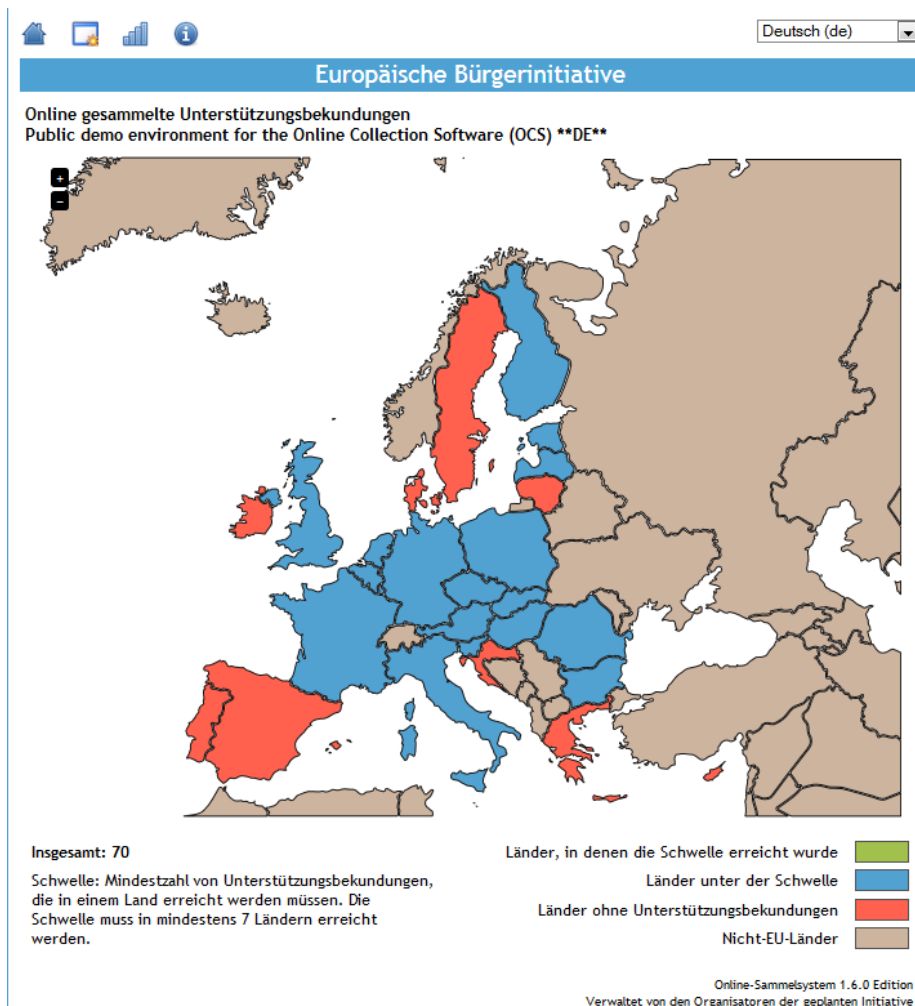 Deutsch (de)
Europäische Bürgerinitiative
Online gesammelte Unterstützungsbekundungen
Public demo environment for the Online Collection Software (OCS) **DE**
+
–
Insgesamt: 70
Schwelle: Mindestzahl von Unterstützungsbekundungen,
die in einem Land erreicht werden müssen. Die
Schwelle muss in mindestens 7 Ländern erreicht
werden.
Länder, in denen die Schwelle erreicht wurde
Länder unter der Schwelle
Länder ohne Unterstützungsbekundungen
Nicht-EU-Länder
Online-Sammelsystem 1.6.0 Edition
Verwaltet von den Organisatoren der geplanten Initiative